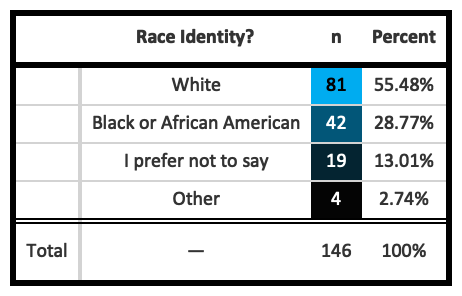 Race Identity? n Percent
White 81 55.48%
Black or African American 42 28.77%
I prefer not to say 19 13.01%
Other 4 2.74%
Total — 146 100%